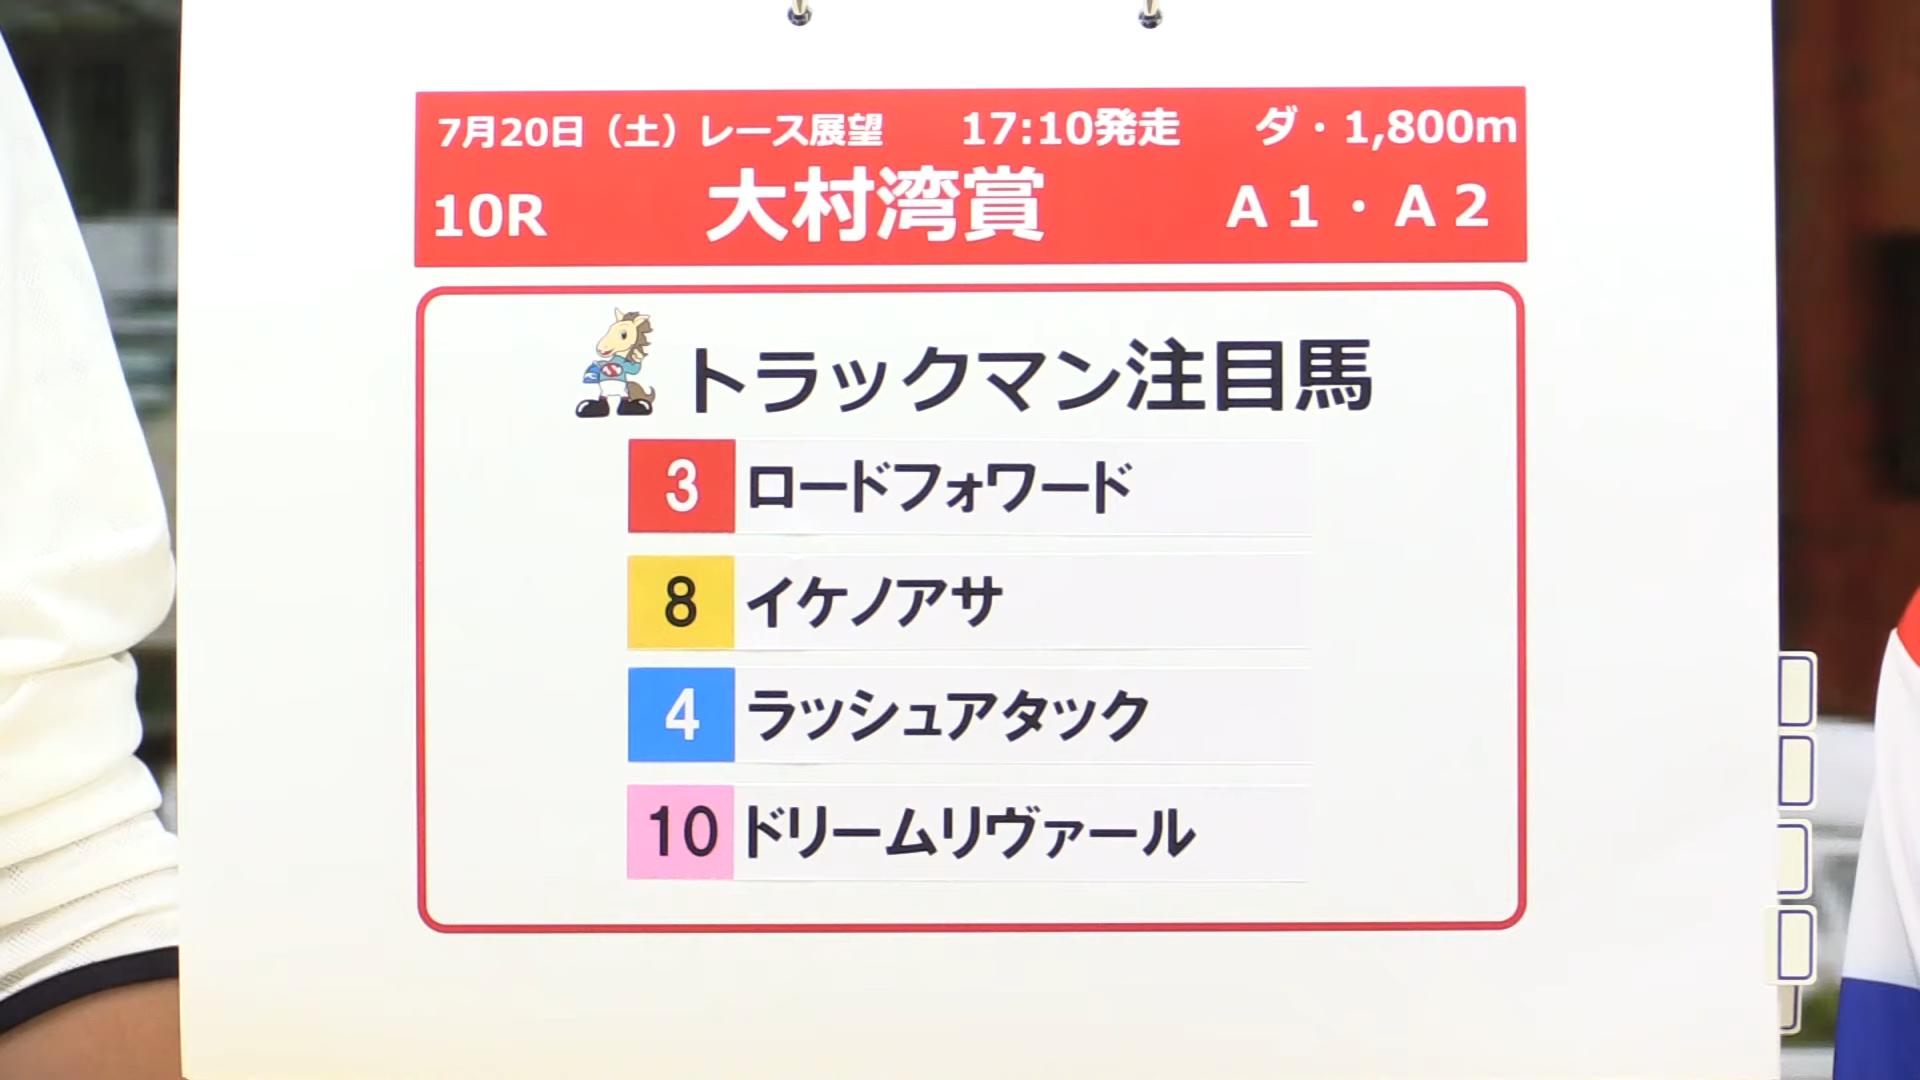 7月20日（土）レース展望 17:10発走 ダ・1,800m
10R 大村湾賞 A1・A2
トラックマン注目馬
3 ロードフォワード
8 イケノアサ
4 ラッシュアタック
10 ドリームリヴァール